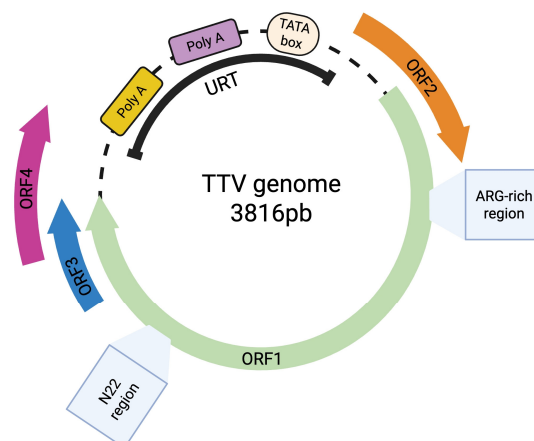 TATA
box
Poly A
Poly A
URT
ORF2
ORF4
TTV genome
3816pb
ARG-rich
region
ORF3
ORF1
N22
region